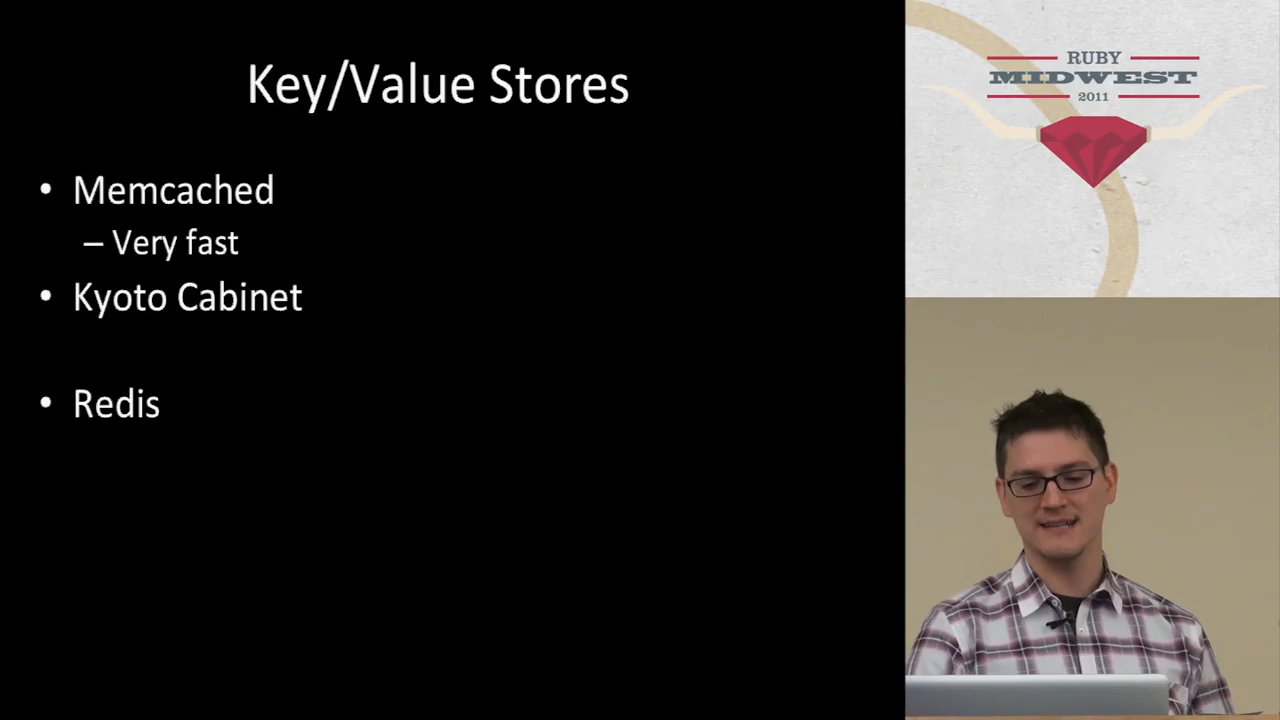 Key/Value Stores
• Memcached
– Very fast
• Kyoto Cabinet
• Redis
RUBY
MIDWEST
2011